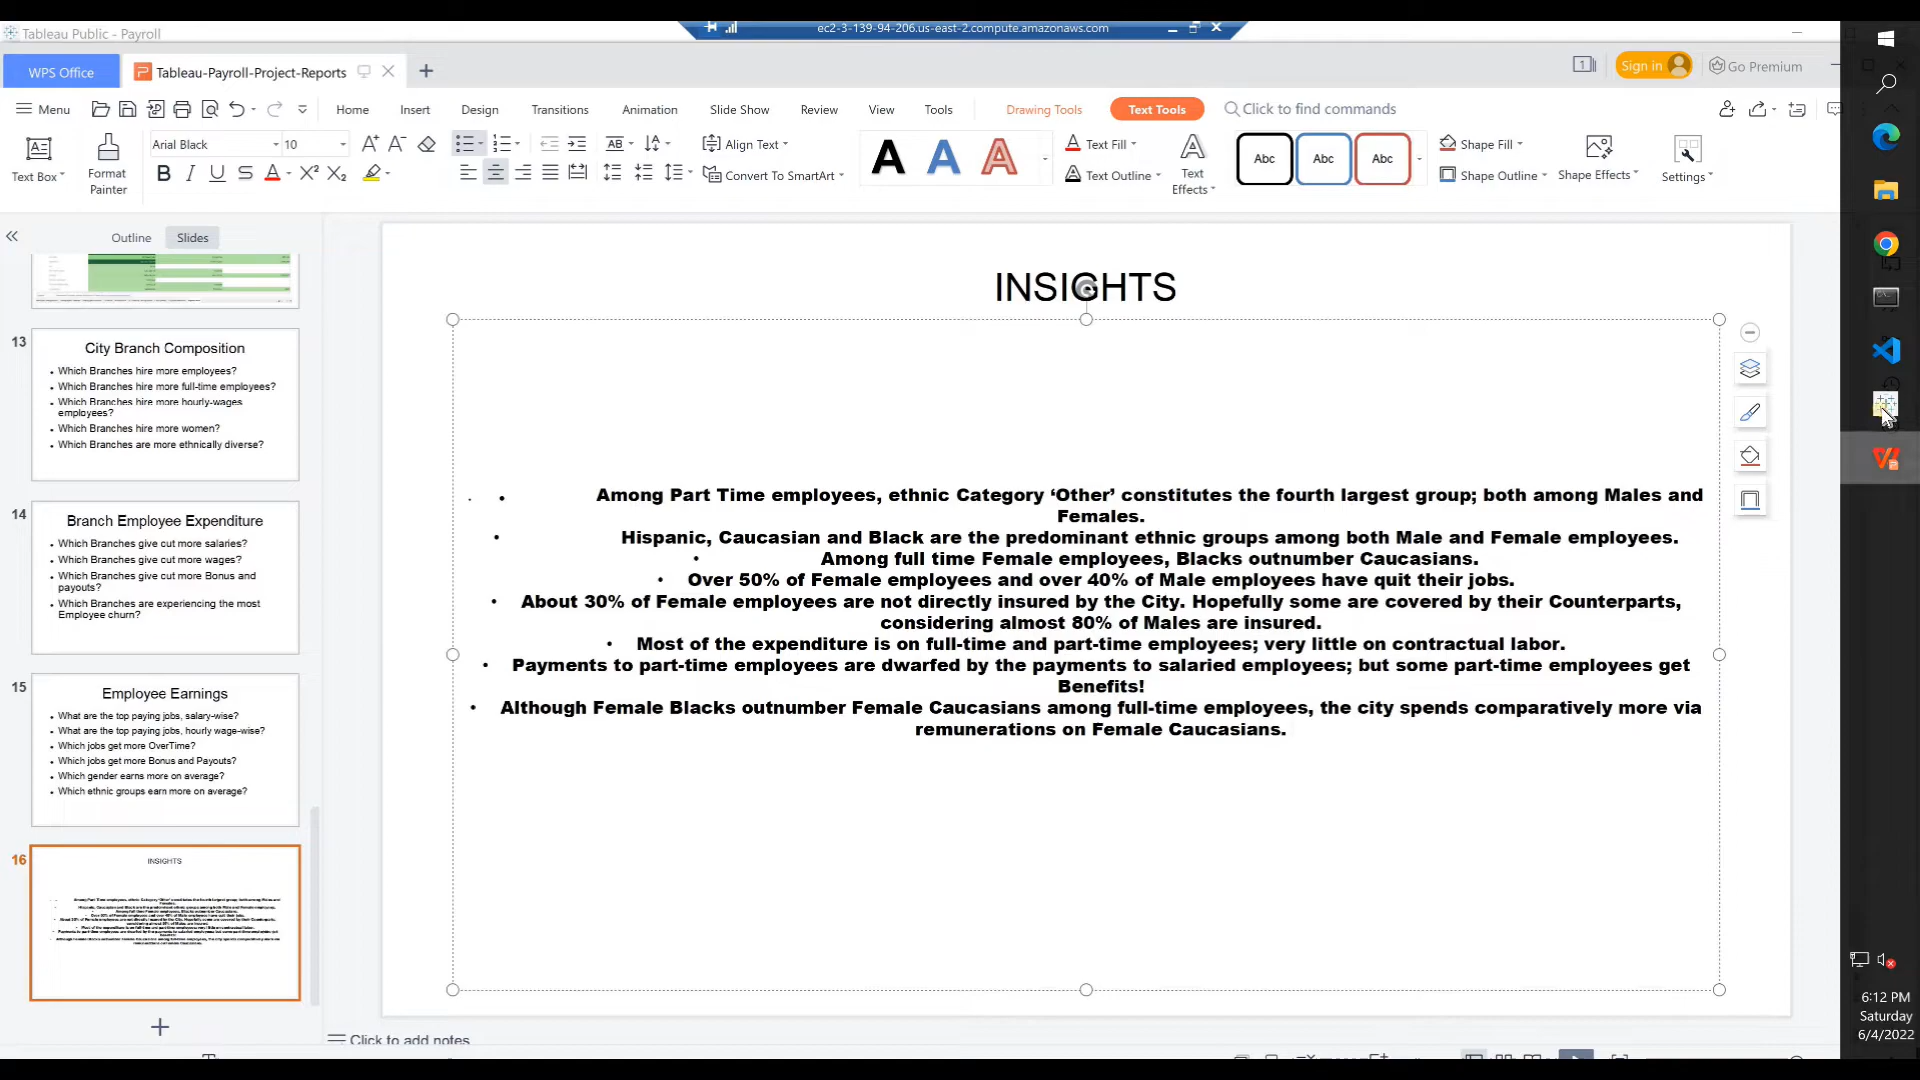 Tableau Public - Payroll
ec2-3-139-94-206.us-east-2.compute.amazonaws.com
WPS Office
Tableau-Payroll-Project-Reports
1
Sign in
Go Premium
Menu
Home
Insert
Design
Transitions
Animation
Slide Show
Review
View
Tools
Drawing Tools
Text Tools
Click to find commands
Text Box
Format Painter
Arial Black
10
Align Text
Convert To SmartArt
Text Fill
Text Outline
Text Effects
Abc
Abc
Abc
Shape Fill
Shape Outline
Shape Effects
Settings
Outline
Slides
13
City Branch Composition
• Which Branches hire more employees?
• Which Branches hire more full-time employees?
• Which Branches hire more hourly-wages
employees?
• Which Branches hire more women?
• Which Branches are more ethnically diverse?
14
Branch Employee Expenditure
• Which Branches give cut more salaries?
• Which Branches give cut more wages?
• Which Branches give cut more Bonus and
payouts?
• Which Branches are experiencing the most
Employee churn?
15
Employee Earnings
• What are the top paying jobs, salary-wise?
• What are the top paying jobs, hourly wage-wise?
• Which jobs get more OverTime?
• Which jobs get more Bonus and Payouts?
• Which gender earns more on average?
• Which ethnic groups earn more on average?
16
INSIGHTS
INSIGHTS
• Among Part Time employees, ethnic Category ‘Other’ constitutes the fourth largest group; both among Males and
Females.
• Hispanic, Caucasian and Black are the predominant ethnic groups among both Male and Female employees.
• Among full time Female employees, Blacks outnumber Caucasians.
• Over 50% of Female employees and over 40% of Male employees have quit their jobs.
• About 30% of Female employees are not directly insured by the City. Hopefully some are covered by their Counterparts,
considering almost 80% of Males are insured.
• Most of the expenditure is on full-time and part-time employees; very little on contractual labor.
• Payments to part-time employees are dwarfed by the payments to salaried employees; but some part-time employees get
Benefits!
• Although Female Blacks outnumber Female Caucasians among full-time employees, the city spends comparatively more via
remunerations on Female Caucasians.
Click to add notes
6:12 PM
Saturday
6/4/2022